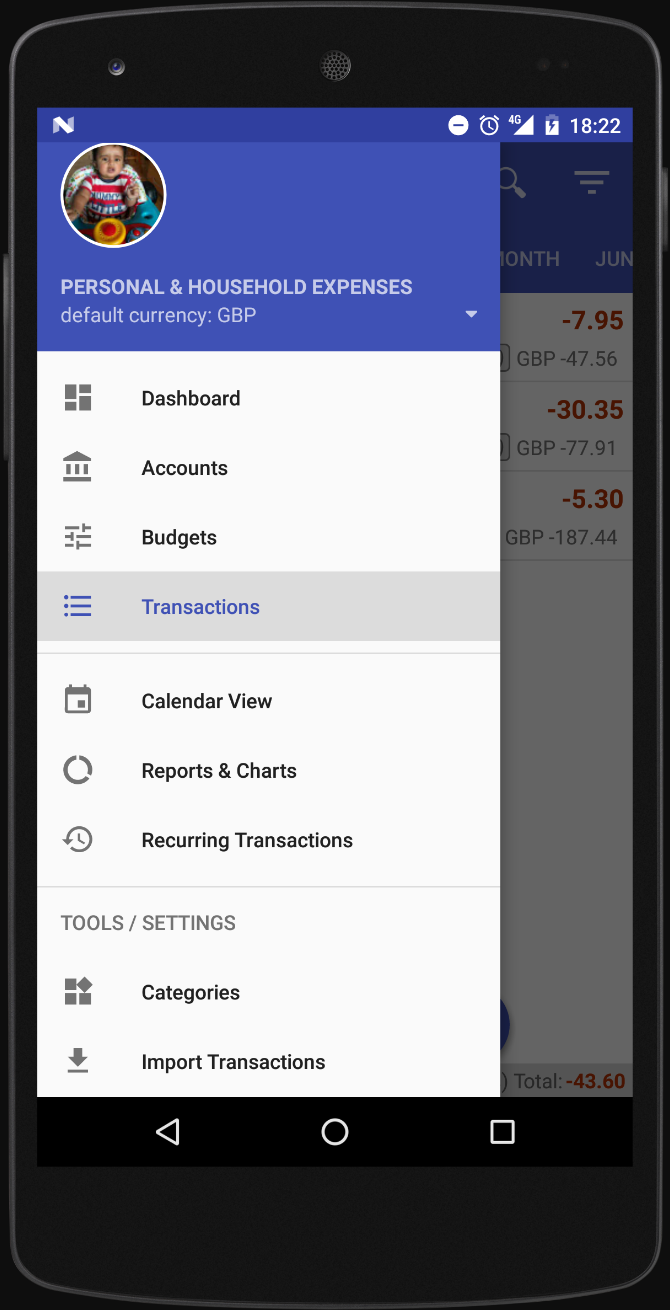 4G 18:22
PERSONAL & HOUSEHOLD EXPENSES
default currency: GBP
MONTH JUN
Dashboard
Accounts
Budgets
Transactions
Calendar View
Reports & Charts
Recurring Transactions
TOOLS / SETTINGS
Categories
Import Transactions
-7.95
GBP -47.56
-30.35
GBP -77.91
-5.30
GBP -187.44
) Total: -43.60